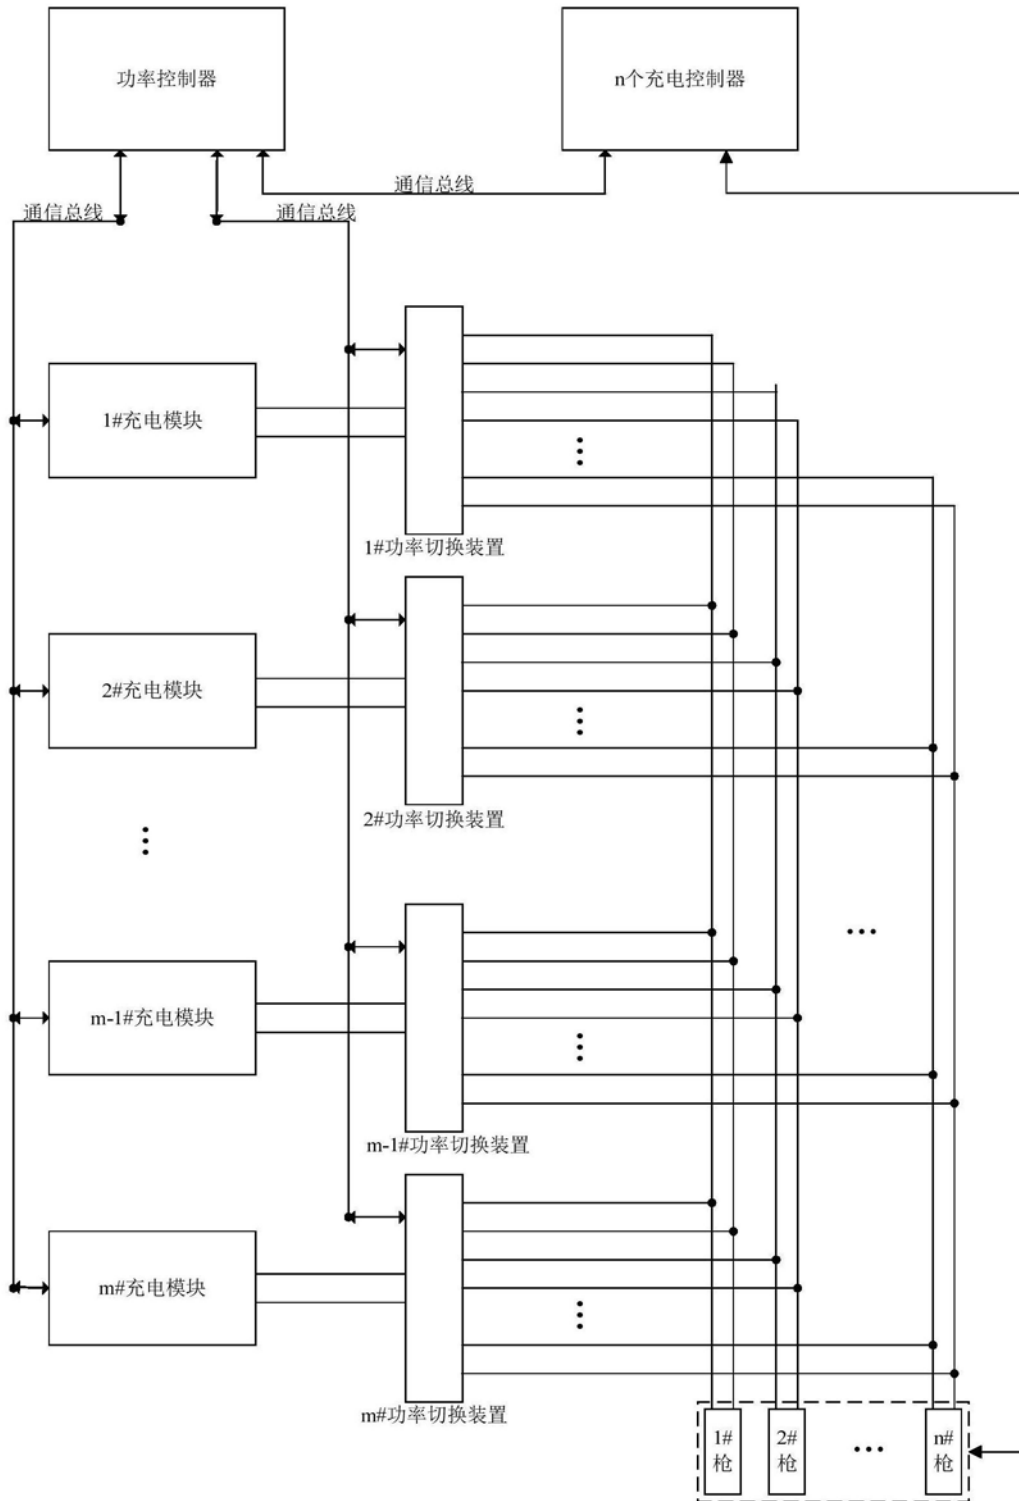 功率控制器
n个充电控制器
通信总线
通信总线
通信总线
1#充电模块
1#功率切换装置
2#充电模块
2#功率切换装置
m-1#充电模块
m-1#功率切换装置
m#充电模块
m#功率切换装置
1#
枪
2#
枪
n#
枪